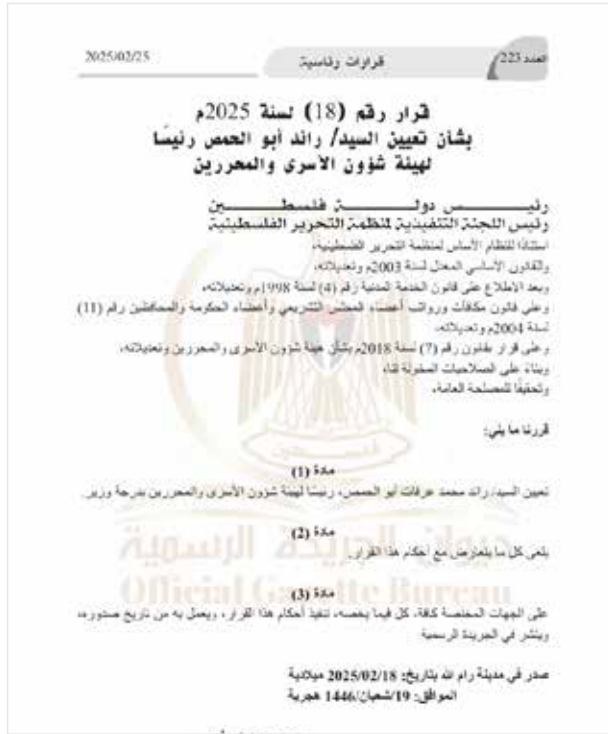 العدد 223
قرارات رئاسية
2025/02/25
قرار رقم (18) لسنة 2025م
بشأن تعيين السيد/ رائد أبو الحمص رئيسًا
لهيئة شؤون الأسرى والمحررين
رئيـــس دولـــة فلسطـــين
رئيس اللجنة التنفيذية لمنظمة التحرير الفلسطينية
استنادًا للنظام الأساس لمنظمة التحرير الفلسطينية،
والقانون الأساسي المعدل لسنة 2003م وتعديلاته،
وبعد الاطلاع على قانون الخدمة المدنية رقم (4) لسنة 1998م وتعديلاته،
وعلى قانون مكافآت ورواتب أعضاء المجلس التشريعي وأعضاء الحكومة والمحافظين رقم (11)
لسنة 2004م وتعديلاته،
وعلى قرار بقانون رقم (7) لسنة 2018م بشأن هيئة شؤون الأسرى والمحررين وتعديلاته،
وبناءً على الصلاحيات المخولة لنا،
وتحقيقًا للمصلحة العامة،
قررنا ما يلي:
مادة (1)
تعيين السيد/ رائد محمد عرفات أبو الحمص، رئيسًا لهيئة شؤون الأسرى والمحررين بدرجة وزير.
مادة (2)
يلغى كل ما يتعارض مع أحكام هذا القرار.
مادة (3)
على الجهات المختصة كافة، كل فيما يخصه، تنفيذ أحكام هذا القرار، ويعمل به من تاريخ صدوره،
وينشر في الجريدة الرسمية
صدر في مدينة رام الله بتاريخ: 2025/02/18 ميلادية
الموافق: 19/شعبان/1446 هجرية
فلسطين
ديوان الجريدة الرسمية
Official Gazette Bureau